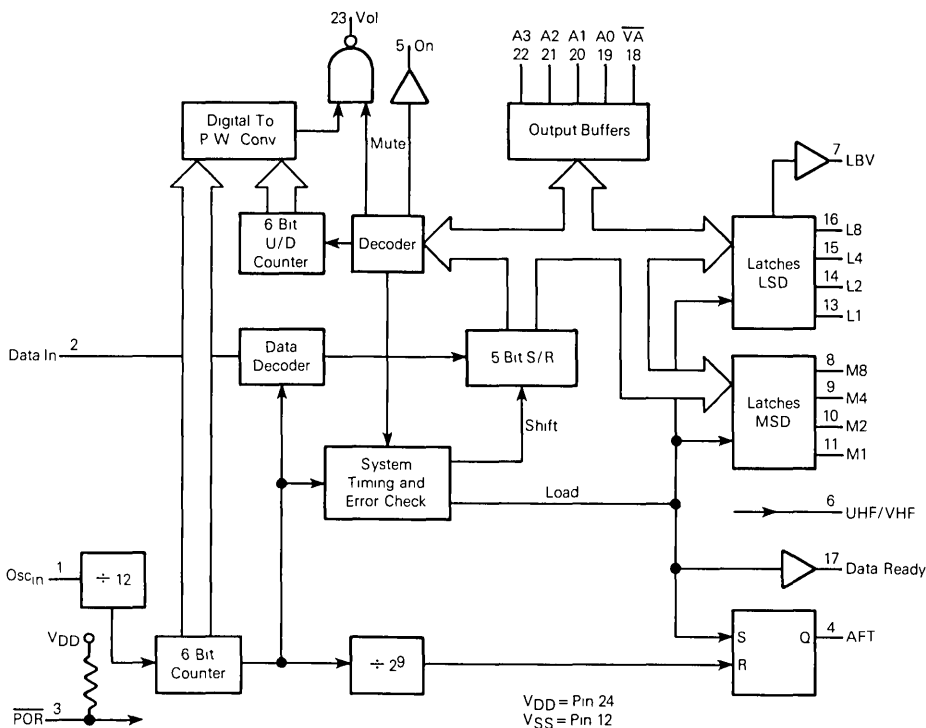 23 Vol
5 On
A3 A2 A1 A0 VA
22 21 20 19 18
Digital To
P W Conv
Mute
Output Buffers
7 LBV
6 Bit
U/D
Counter
Decoder
Latches
LSD
16 L8
15 L4
14 L2
13 L1
Data In 2
Data
Decoder
5 Bit S/R
Shift
Latches
MSD
8 M8
9 M4
10 M2
11 M1
System
Timing and
Error Check
Load
6 UHF/VHF
Osc in 1
÷ 12
17 Data Ready
VDD
6 Bit
Counter
÷ 2⁹
S Q
R
4 AFT
POR 3
VDD = Pin 24
VSS = Pin 12